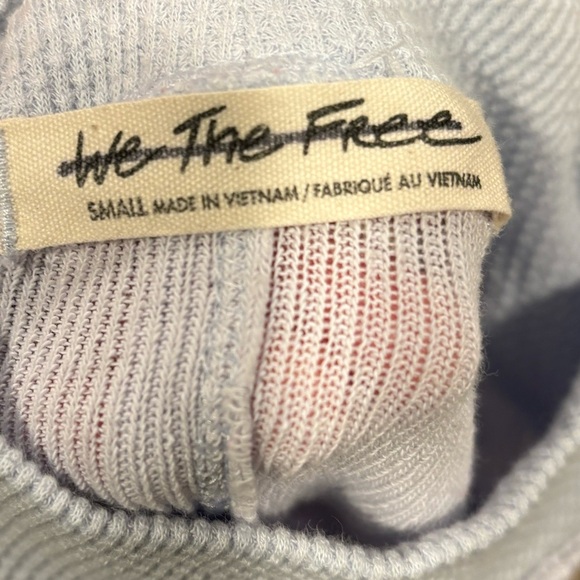 We The Free
SMALL MADE IN VIETNAM / FABRIQUÉ AU VIETNAM